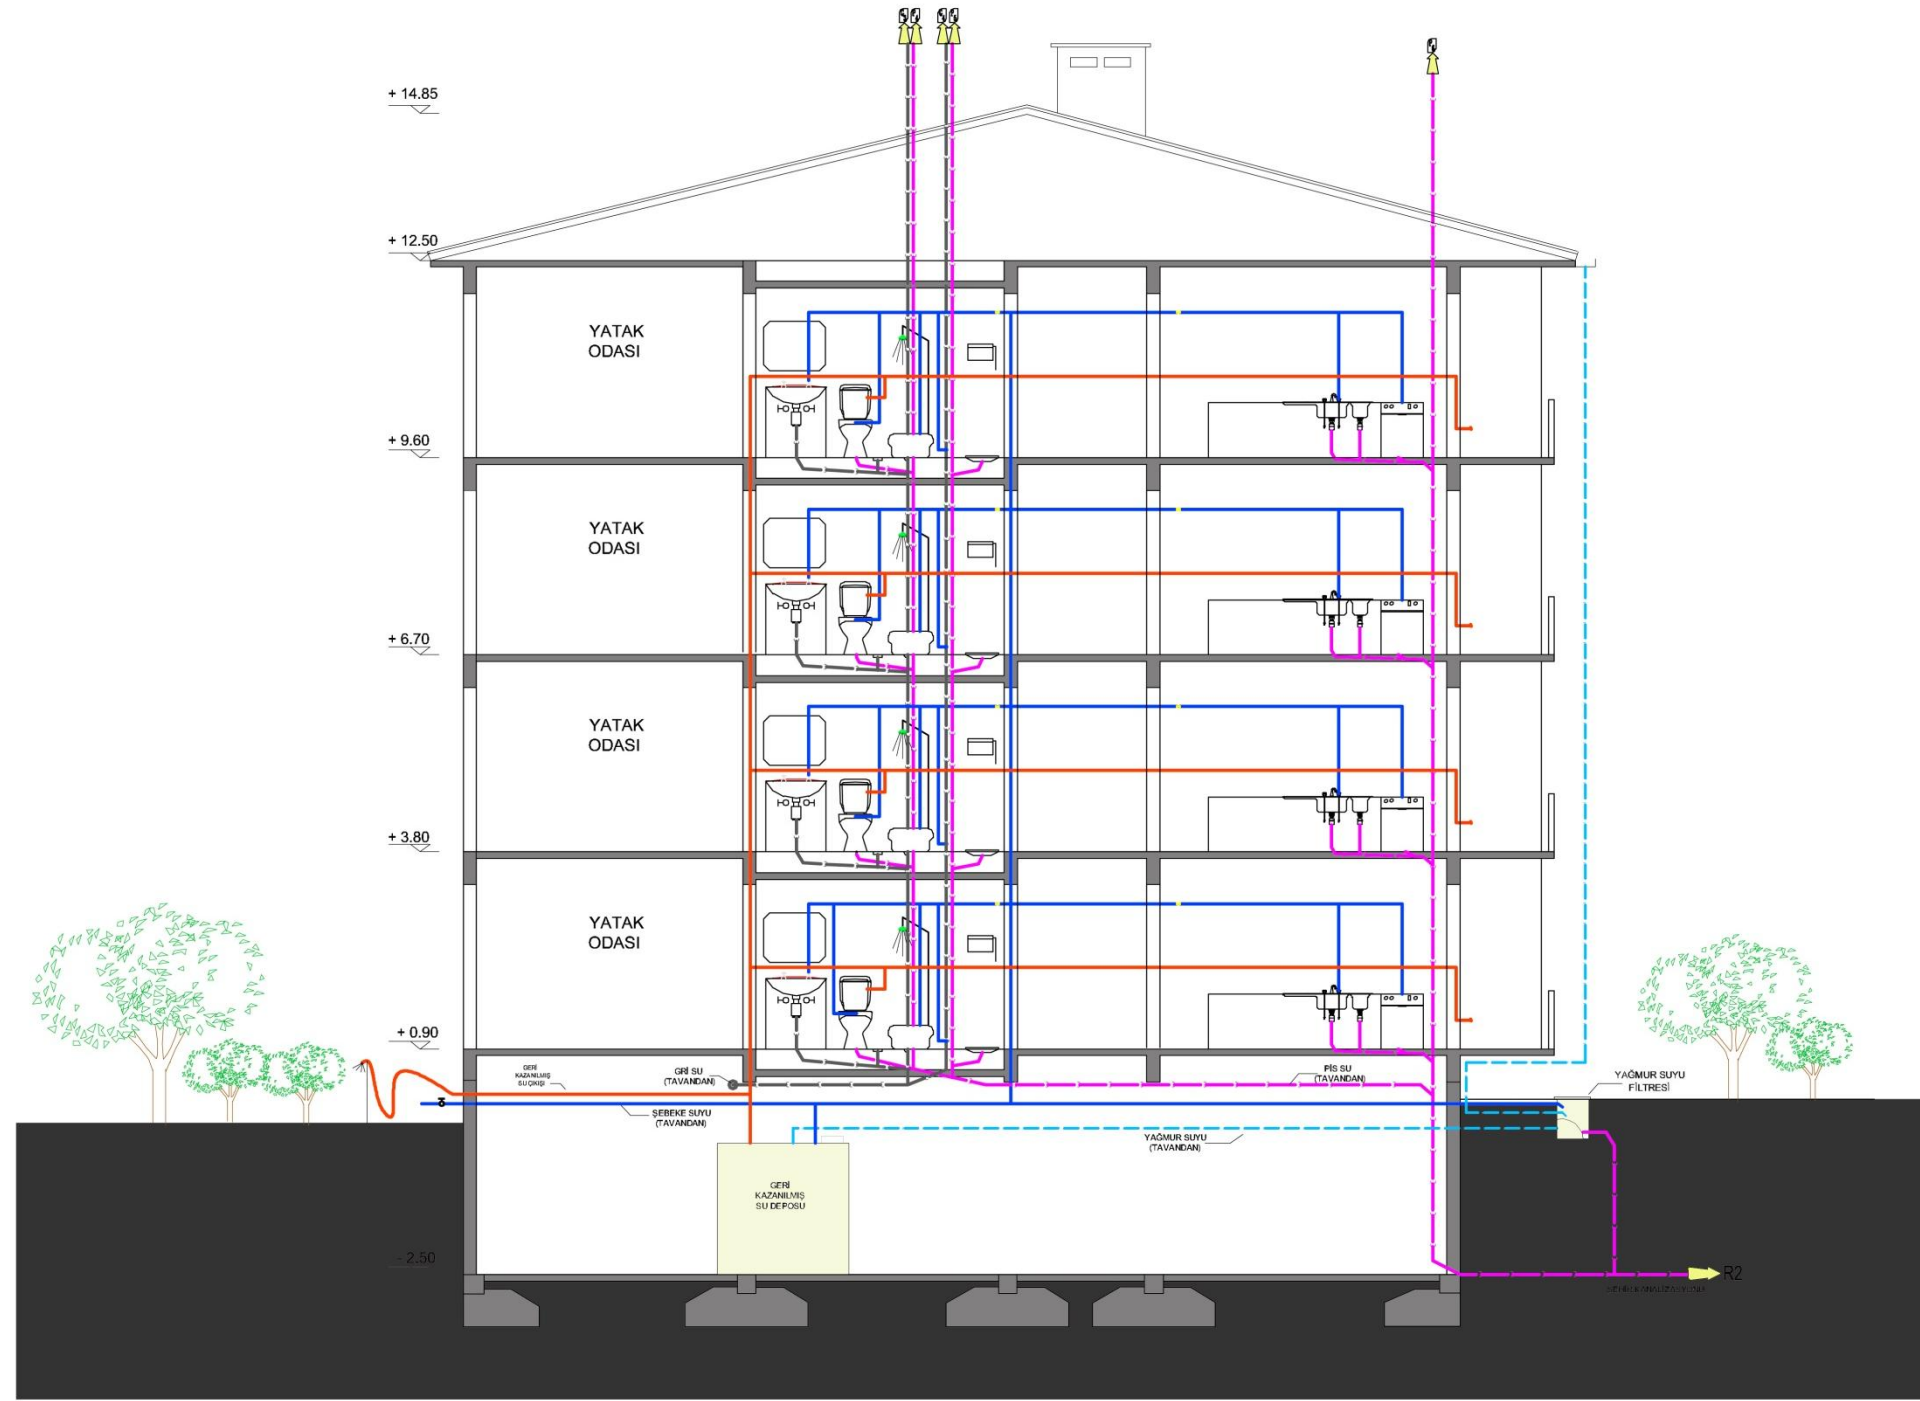 + 14.85
+ 12.50
YATAK
ODASI
+ 9.60
YATAK
ODASI
+ 6.70
YATAK
ODASI
+ 3.80
YATAK
ODASI
+ 0.90
GERİ
KAZANILMIŞ
SU ÇIKIŞI
GRİ SU
(TAVANDAN)
PİS SU
(TAVANDAN)
YAĞMUR SUYU
FİLTRESİ
ŞEBEKE SUYU
(TAVANDAN)
YAĞMUR SUYU
(TAVANDAN)
GERİ
KAZANILMIŞ
SU DEPOSU
- 2.50
R2